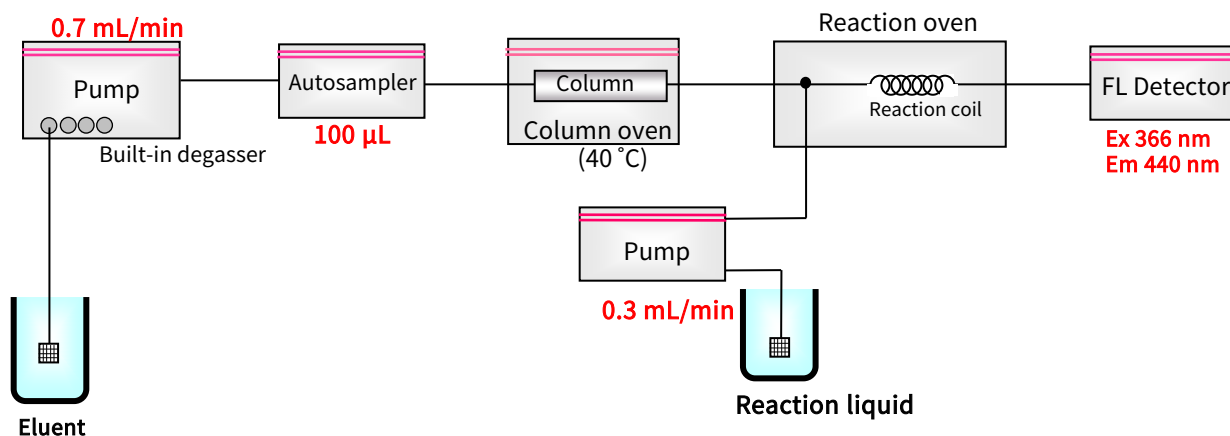 0.7 mL/min
Pump
Built-in degasser
Eluent
Autosampler
100 µL
Column
Column oven
(40 ˚C)
Reaction oven
Reaction coil
Pump
0.3 mL/min
Reaction liquid
FL Detector
Ex 366 nm
Em 440 nm